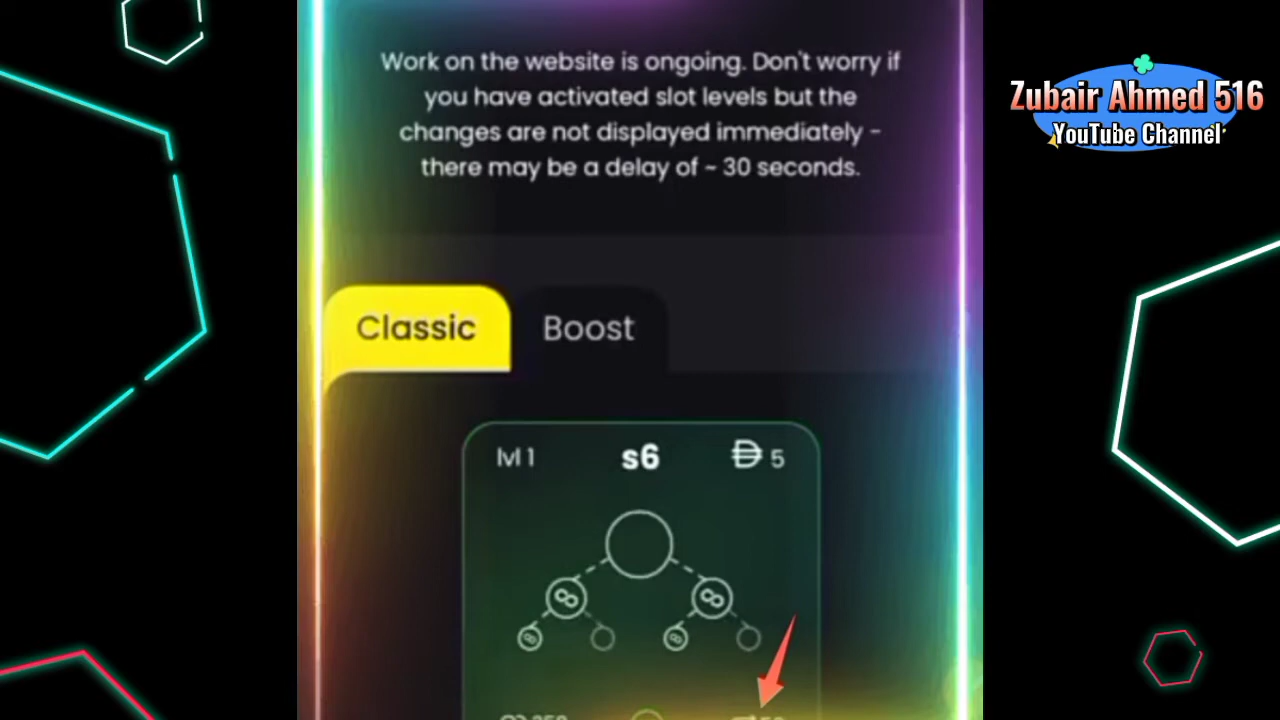 Work on the website is ongoing. Don't worry if
you have activated slot levels but the
changes are not displayed immediately -
there may be a delay of ~ 30 seconds.
Zubair Ahmed 516
YouTube Channel
Classic
Boost
lvl 1
s6
5